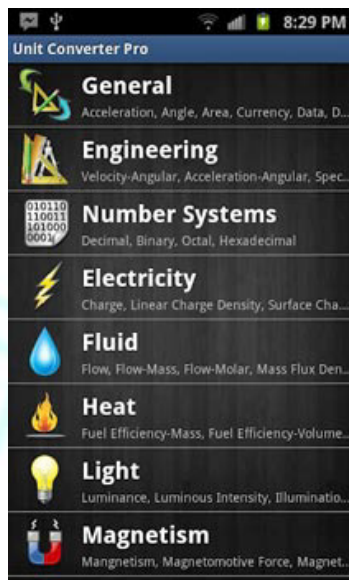 8:29 PM
Unit Converter Pro
General
Acceleration, Angle, Area, Currency, Data, D...
Engineering
Velocity-Angular, Acceleration-Angular, Spec...
010110
110011
101000
0001
Number Systems
Decimal, Binary, Octal, Hexadecimal
Electricity
Charge, Linear Charge Density, Surface Cha...
Fluid
Flow, Flow-Mass, Flow-Molar, Mass Flux Den...
Heat
Fuel Efficiency-Mass, Fuel Efficiency-Volume...
Light
Luminance, Luminous Intensity, Illuminatio...
Magnetism
Mangnetism, Magnetomotive Force, Magnet...